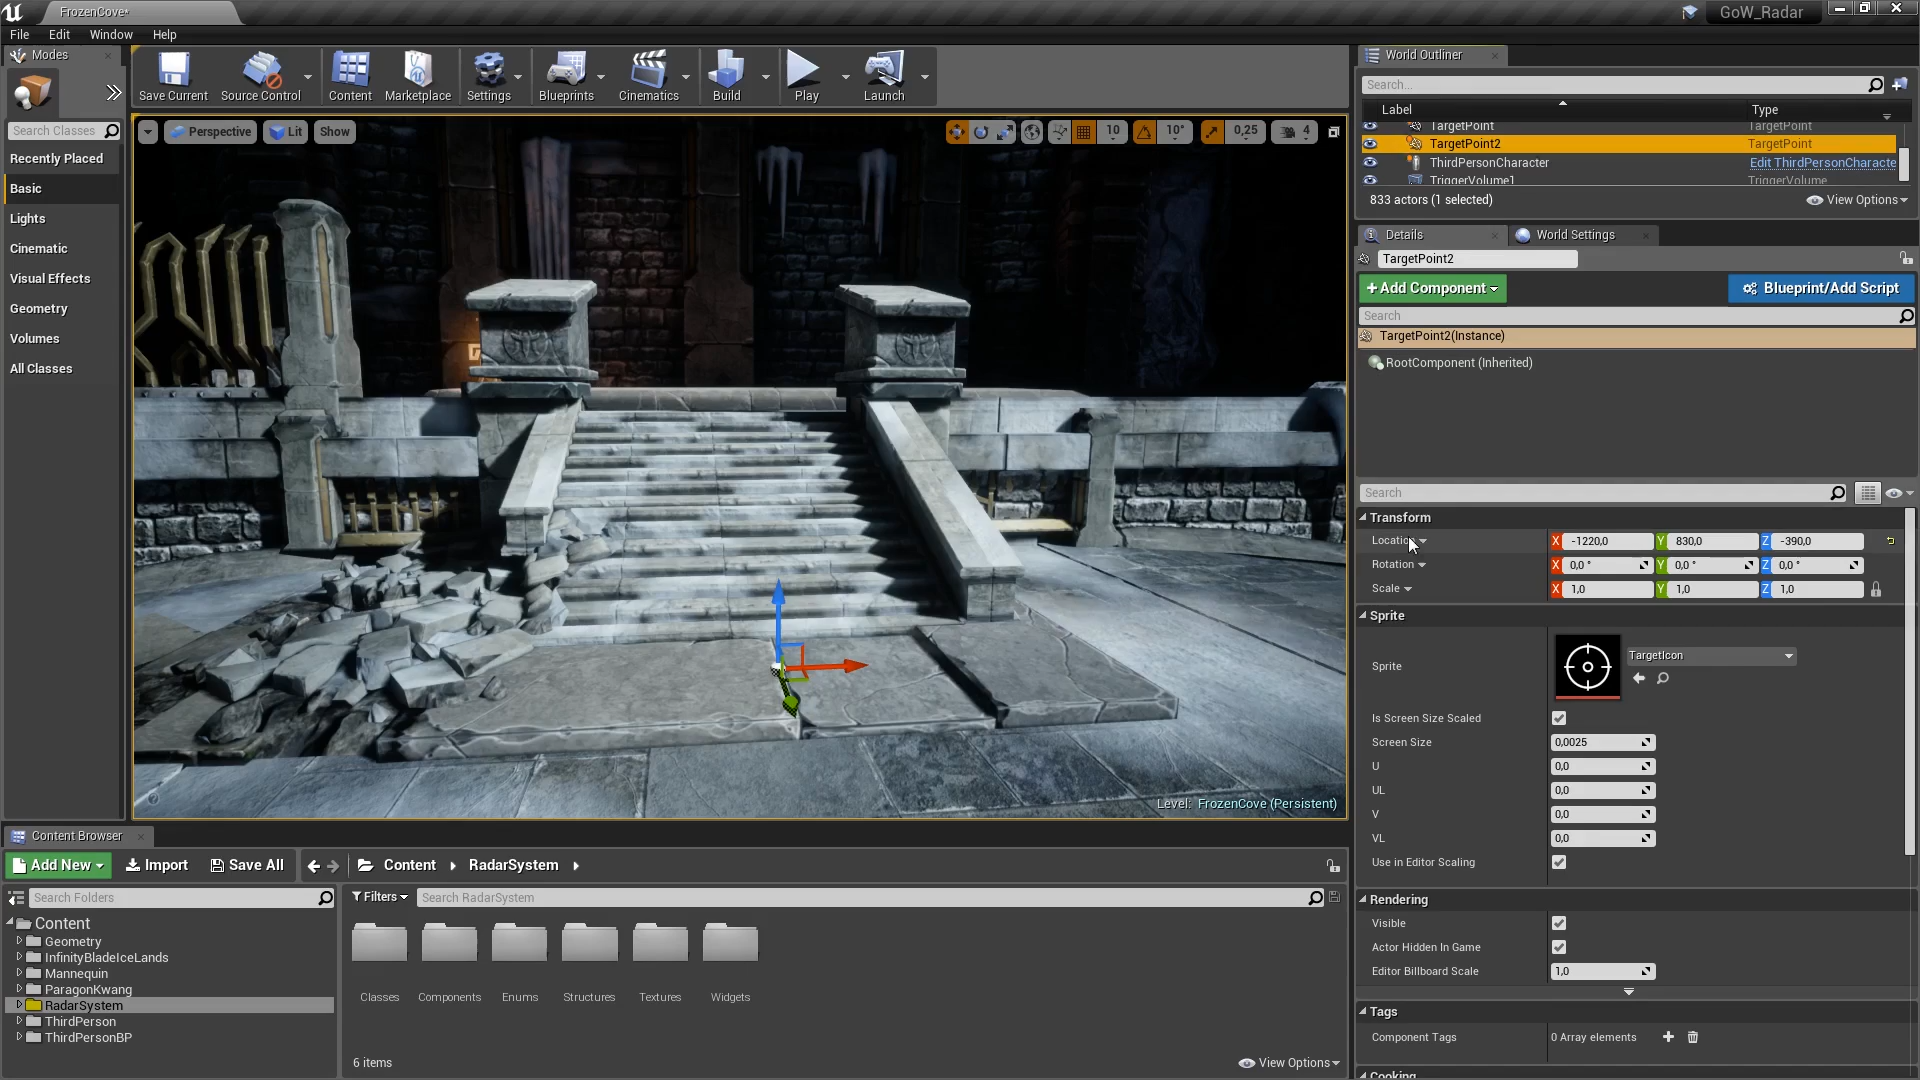 FrozenCove*
GoW_Radar
File Edit Window Help
Modes
Save Current
Source Control
Content
Marketplace
Settings
Blueprints
Cinematics
Build
Play
Launch
Search Classes
Recently Placed
Basic
Lights
Cinematic
Visual Effects
Geometry
Volumes
All Classes
Perspective Lit Show
10 10° 0,25 4
Level: FrozenCove (Persistent)
World Outliner
Search...
Label Type
TargetPoint TargetPoint
TargetPoint2 TargetPoint
ThirdPersonCharacter Edit ThirdPersonCharacte
TriggerVolume1 TriggerVolume
833 actors (1 selected) View Options
Details World Settings
TargetPoint2
+Add Component Blueprint/Add Script
Search
TargetPoint2(Instance)
RootComponent (Inherited)
Search
Transform
Location X -1220,0 Y 830,0 Z -390,0
Rotation X 0,0 ° Y 0,0 ° Z 0,0 °
Scale X 1,0 Y 1,0 Z 1,0
Sprite
Sprite TargetIcon
Is Screen Size Scaled
Screen Size 0,0025
U 0,0
UL 0,0
V 0,0
VL 0,0
Use in Editor Scaling
Rendering
Visible
Actor Hidden In Game
Editor Billboard Scale 1,0
Tags
Component Tags 0 Array elements
Cooking
Content Browser
Add New Import Save All Content RadarSystem
Search Folders
Filters Search RadarSystem
Content
Geometry
InfinityBladeIceLands
Mannequin
ParagonKwang
RadarSystem
ThirdPerson
ThirdPersonBP
Classes Components Enums Structures Textures Widgets
6 items View Options